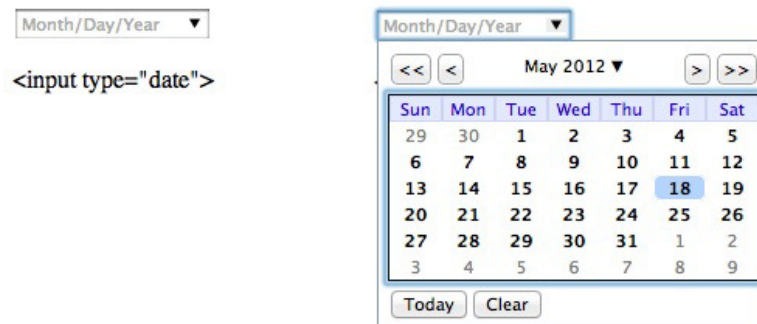 Month/Day/Year ▼
<input type="date">
Month/Day/Year ▼
<< < May 2012 ▼ > >>
Sun Mon Tue Wed Thu Fri Sat
29 30 1 2 3 4 5
6 7 8 9 10 11 12
13 14 15 16 17 18 19
20 21 22 23 24 25 26
27 28 29 30 31 1 2
3 4 5 6 7 8 9
Today Clear